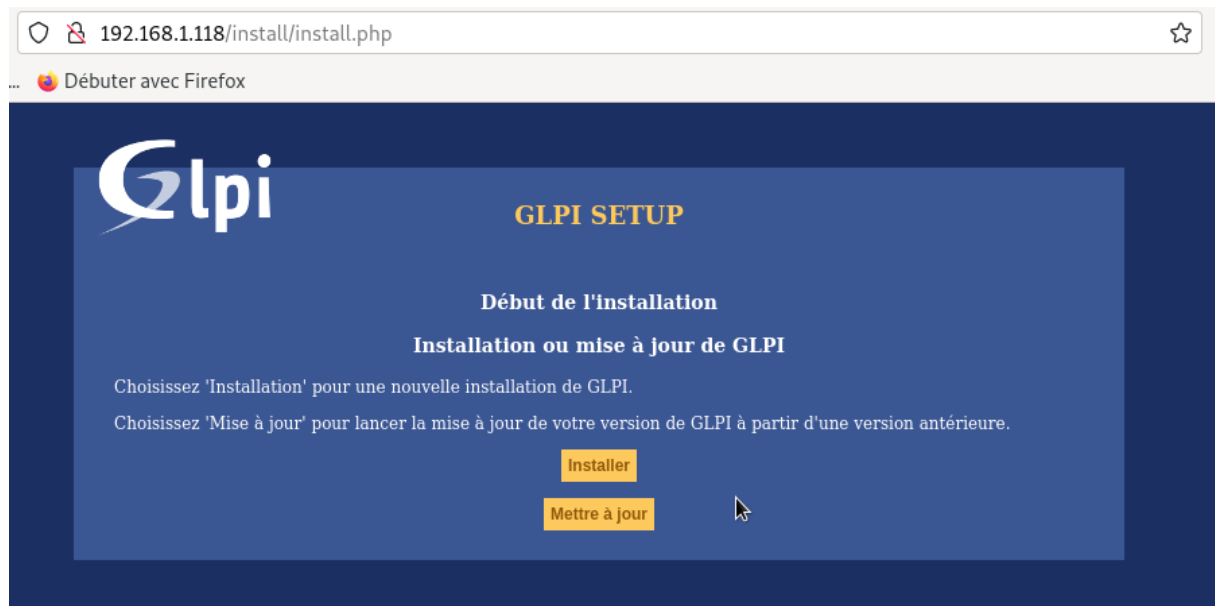 192.168.1.118/install/install.php
... Débuter avec Firefox
Glpi
GLPI SETUP
Début de l'installation
Installation ou mise à jour de GLPI
Choisissez 'Installation' pour une nouvelle installation de GLPI.
Choisissez 'Mise à jour' pour lancer la mise à jour de votre version de GLPI à partir d'une version antérieure.
Installer
Mettre à jour